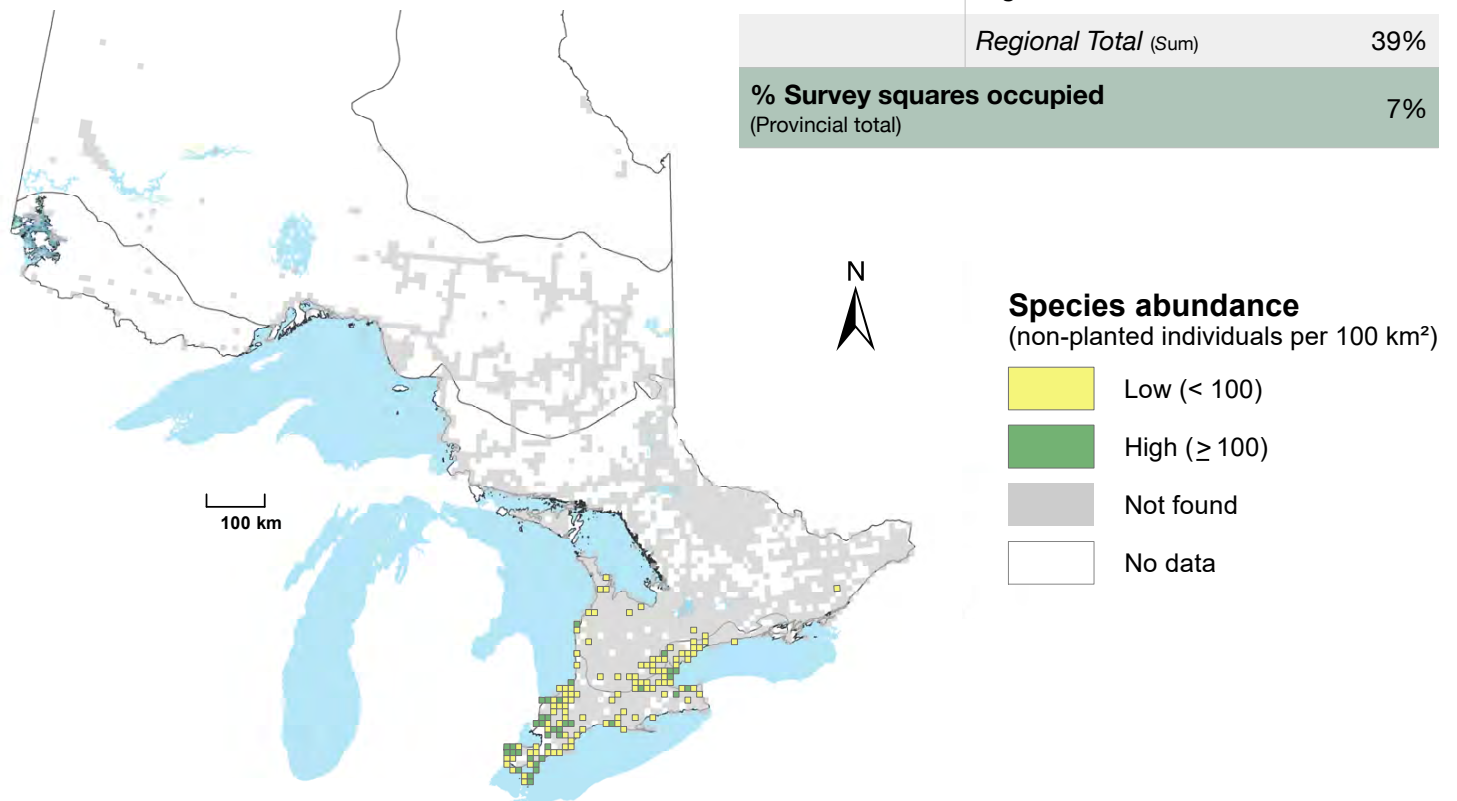 Regional Total (Sum) 39%
% Survey squares occupied
(Provincial total) 7%
N
Species abundance
(non-planted individuals per 100 km²)
Low (< 100)
High (≥ 100)
Not found
No data
100 km